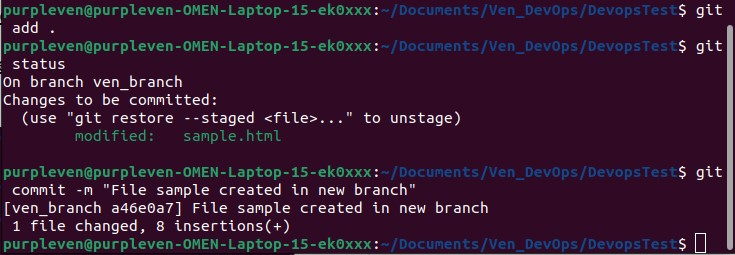 purpleven@purpleven-OMEN-Laptop-15-ek0xxx:~/Documents/Ven_DevOps/DevopsTest$ git
 add .
purpleven@purpleven-OMEN-Laptop-15-ek0xxx:~/Documents/Ven_DevOps/DevopsTest$ git
 status
On branch ven_branch
Changes to be committed:
  (use "git restore --staged <file>..." to unstage)
        modified:   sample.html

purpleven@purpleven-OMEN-Laptop-15-ek0xxx:~/Documents/Ven_DevOps/DevopsTest$ git
 commit -m "File sample created in new branch"
[ven_branch a46e0a7] File sample created in new branch
 1 file changed, 8 insertions(+)
purpleven@purpleven-OMEN-Laptop-15-ek0xxx:~/Documents/Ven_DevOps/DevopsTest$